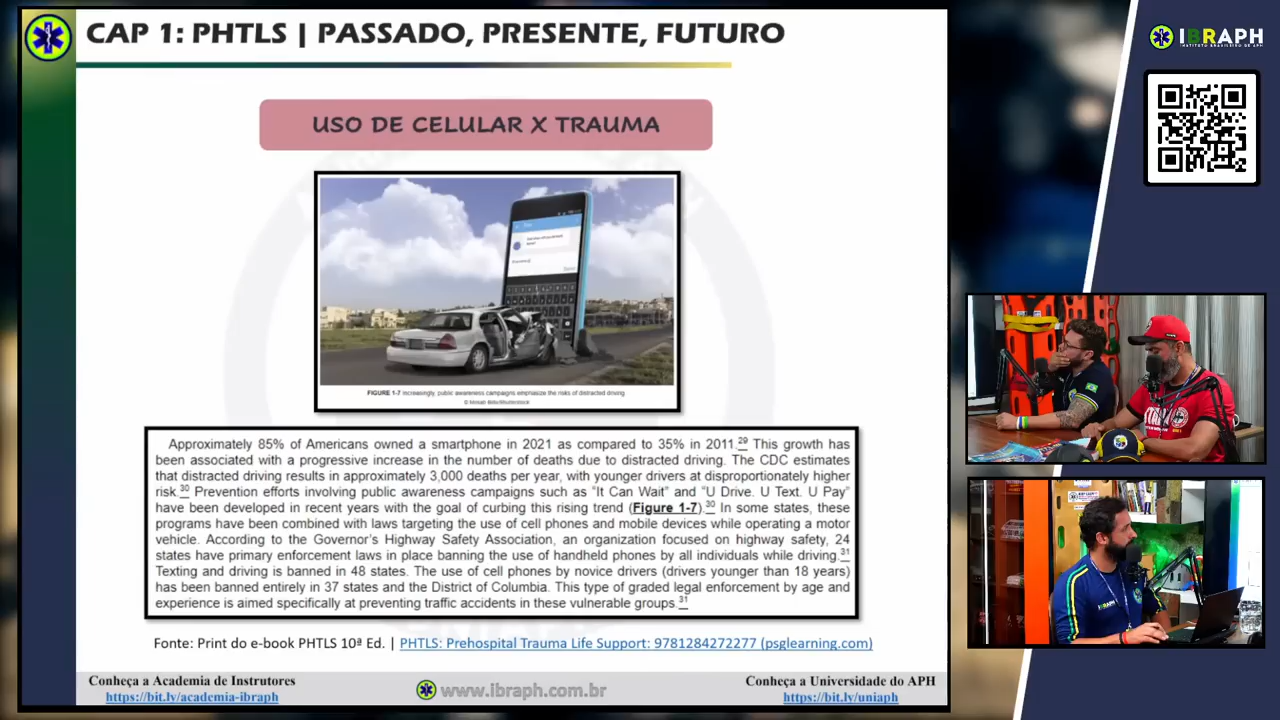 CAP 1: PHTLS | PASSADO, PRESENTE, FUTURO
IBRAPH
INSTITUTO BRASILEIRO DE APH
USO DE CELULAR X TRAUMA
FIGURE 1-7 Increasingly, public awareness campaigns emphasize the risks of distracted driving
Approximately 85% of Americans owned a smartphone in 2021 as compared to 35% in 2011.29 This growth has
been associated with a progressive increase in the number of deaths due to distracted driving. The CDC estimates
that distracted driving results in approximately 3,000 deaths per year, with younger drivers at disproportionately higher
risk.30 Prevention efforts involving public awareness campaigns such as “It Can Wait” and “U Drive. U Text. U Pay”
have been developed in recent years with the goal of curbing this rising trend (Figure 1-7).30 In some states, these
programs have been combined with laws targeting the use of cell phones and mobile devices while operating a motor
vehicle. According to the Governor’s Highway Safety Association, an organization focused on highway safety, 24
states have primary enforcement laws in place banning the use of handheld phones by all individuals while driving.31
Texting and driving is banned in 48 states. The use of cell phones by novice drivers (drivers younger than 18 years)
has been banned entirely in 37 states and the District of Columbia. This type of graded legal enforcement by age and
experience is aimed specifically at preventing traffic accidents in these vulnerable groups.31
Fonte: Print do e-book PHTLS 10ª Ed. | PHTLS: Prehospital Trauma Life Support: 9781284272277 (psglearning.com)
Conheça a Academia de Instrutores
https://bit.ly/academia-ibraph
www.ibraph.com.br
Conheça a Universidade do APH
https://bit.ly/uniaph